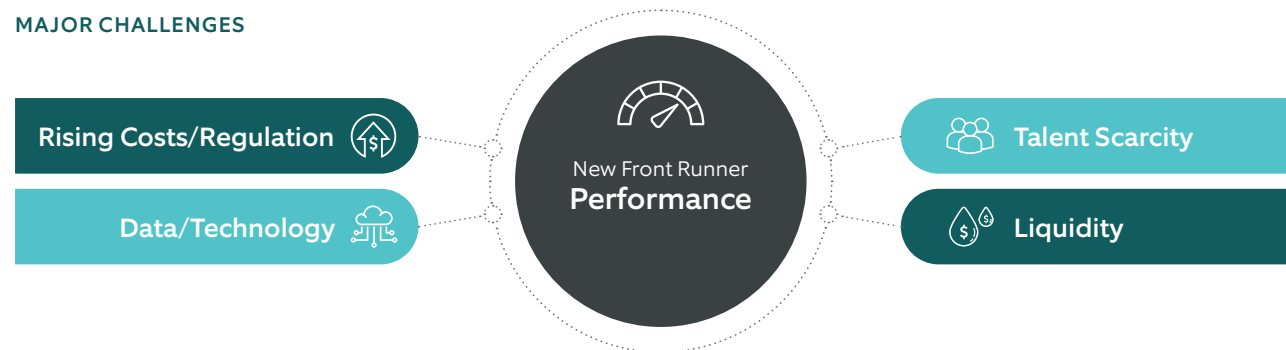 MAJOR CHALLENGES
Rising Costs/Regulation
Data/Technology
New Front Runner
Performance
Talent Scarcity
Liquidity